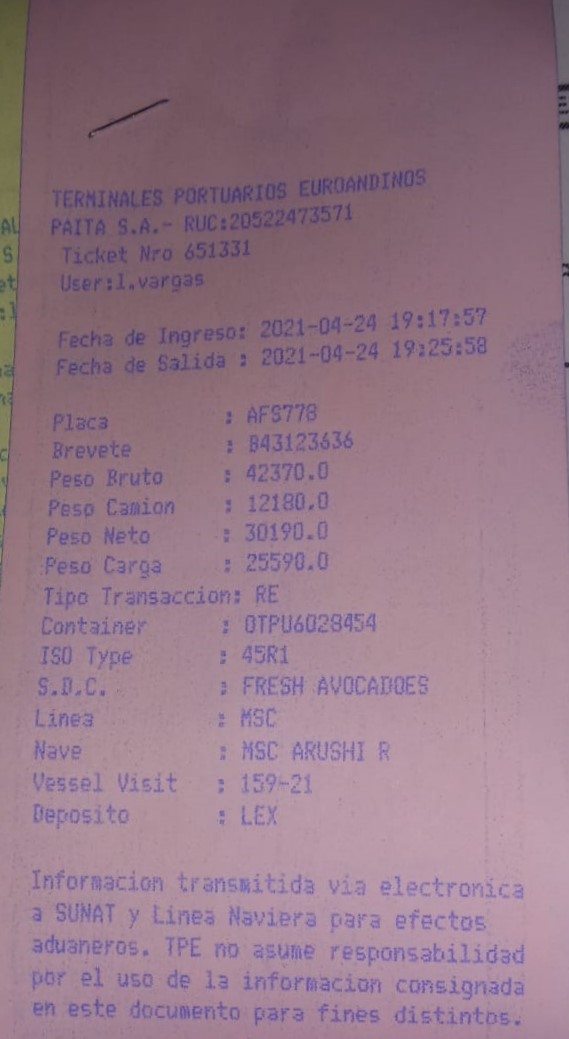 TERMINALES PORTUARIOS EUROANDINOS
PAITA S.A.- RUC:20522473571
Ticket Nro 651331
User:l.vargas
Fecha de Ingreso: 2021-04-24 19:17:57
Fecha de Salida : 2021-04-24 19:25:58
Placa : AFS778
Brevete : B43123636
Peso Bruto : 42370.0
Peso Camion : 12180.0
Peso Neto : 30190.0
Peso Carga : 25590.0
Tipo Transaccion: RE
Container : OTPU6028454
ISO Type : 45R1
S.D.C. : FRESH AVOCADOES
Linea : MSC
Nave : MSC ARUSHI R
Vessel Visit : 159-21
Deposito : LEX
Informacion transmitida via electronica
a SUNAT y Linea Naviera para efectos
aduaneros. TPE no asume responsabilidad
por el uso de la informacion consignada
en este documento para fines distintos.